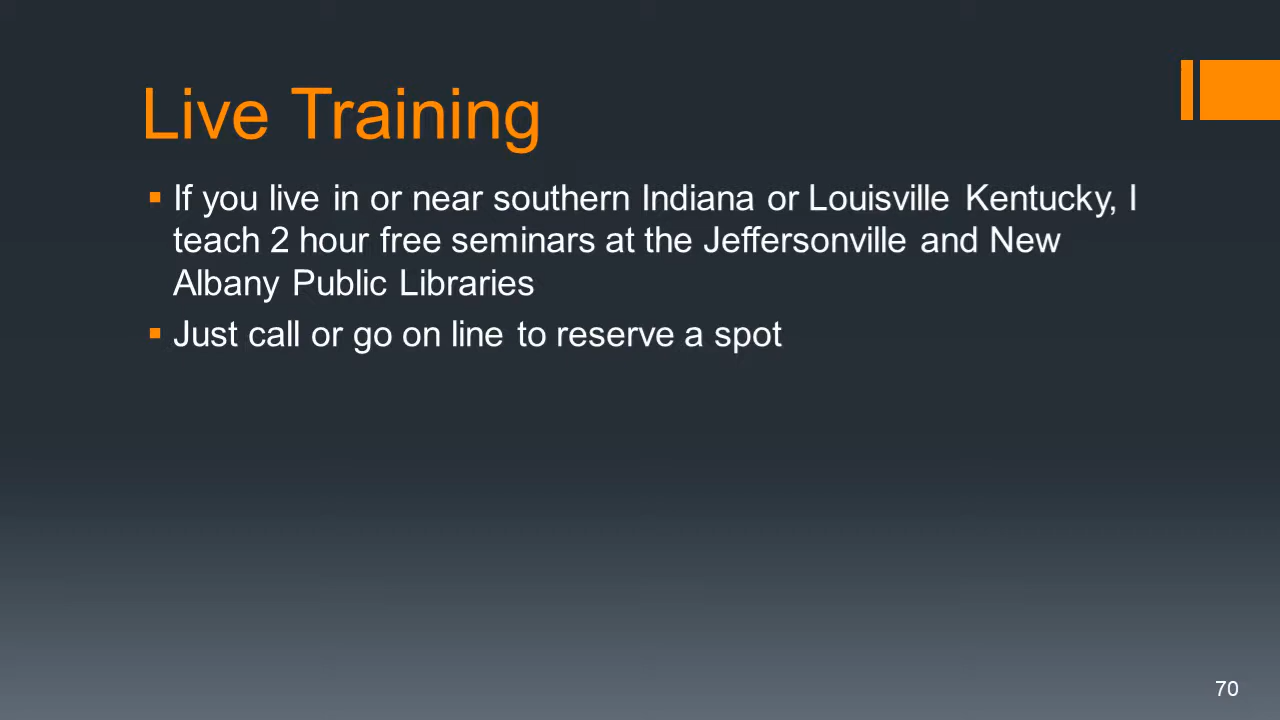 Live Training
If you live in or near southern Indiana or Louisville Kentucky, I
teach 2 hour free seminars at the Jeffersonville and New
Albany Public Libraries
Just call or go on line to reserve a spot
70